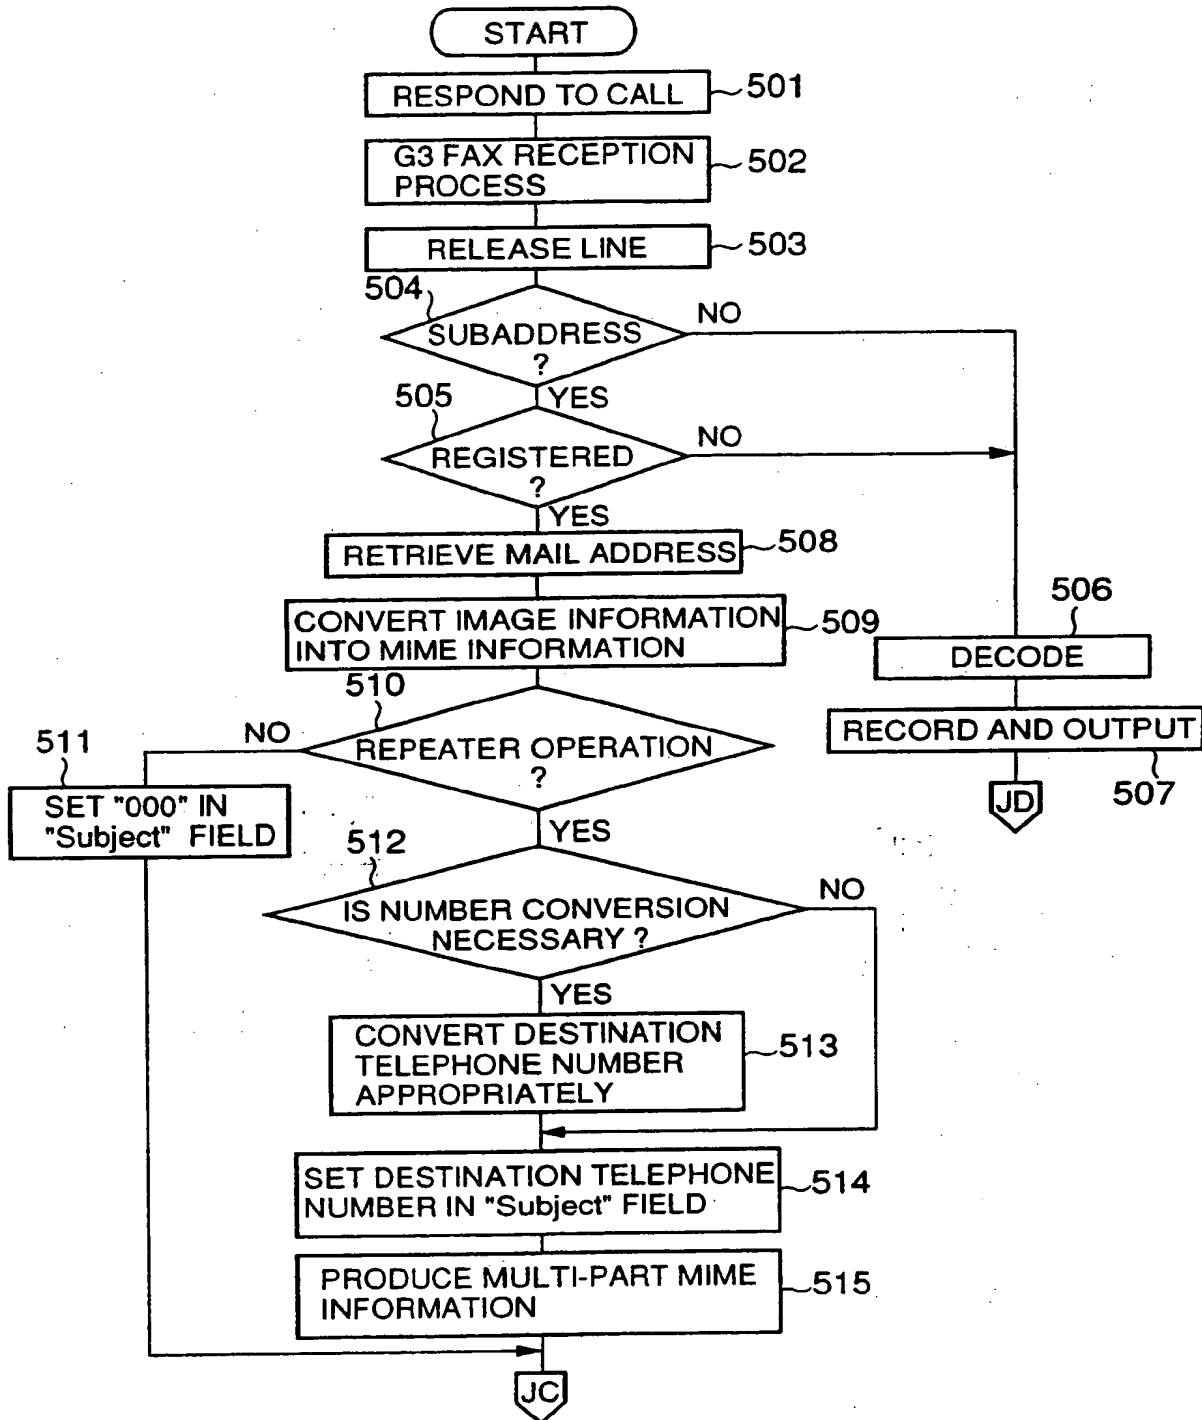 START
RESPOND TO CALL
501
G3 FAX RECEPTION
PROCESS
502
RELEASE LINE
503
504
SUBADDRESS
?
NO
YES
505
REGISTERED
?
NO
YES
RETRIEVE MAIL ADDRESS
508
CONVERT IMAGE INFORMATION
INTO MIME INFORMATION
509
506
DECODE
RECORD AND OUTPUT
507
JD
510
REPEATER OPERATION
?
NO
YES
511
SET "000" IN
"Subject" FIELD
512
IS NUMBER CONVERSION
NECESSARY ?
NO
YES
CONVERT DESTINATION
TELEPHONE NUMBER
APPROPRIATELY
513
SET DESTINATION TELEPHONE
NUMBER IN "Subject" FIELD
514
PRODUCE MULTI-PART MIME
INFORMATION
515
JC